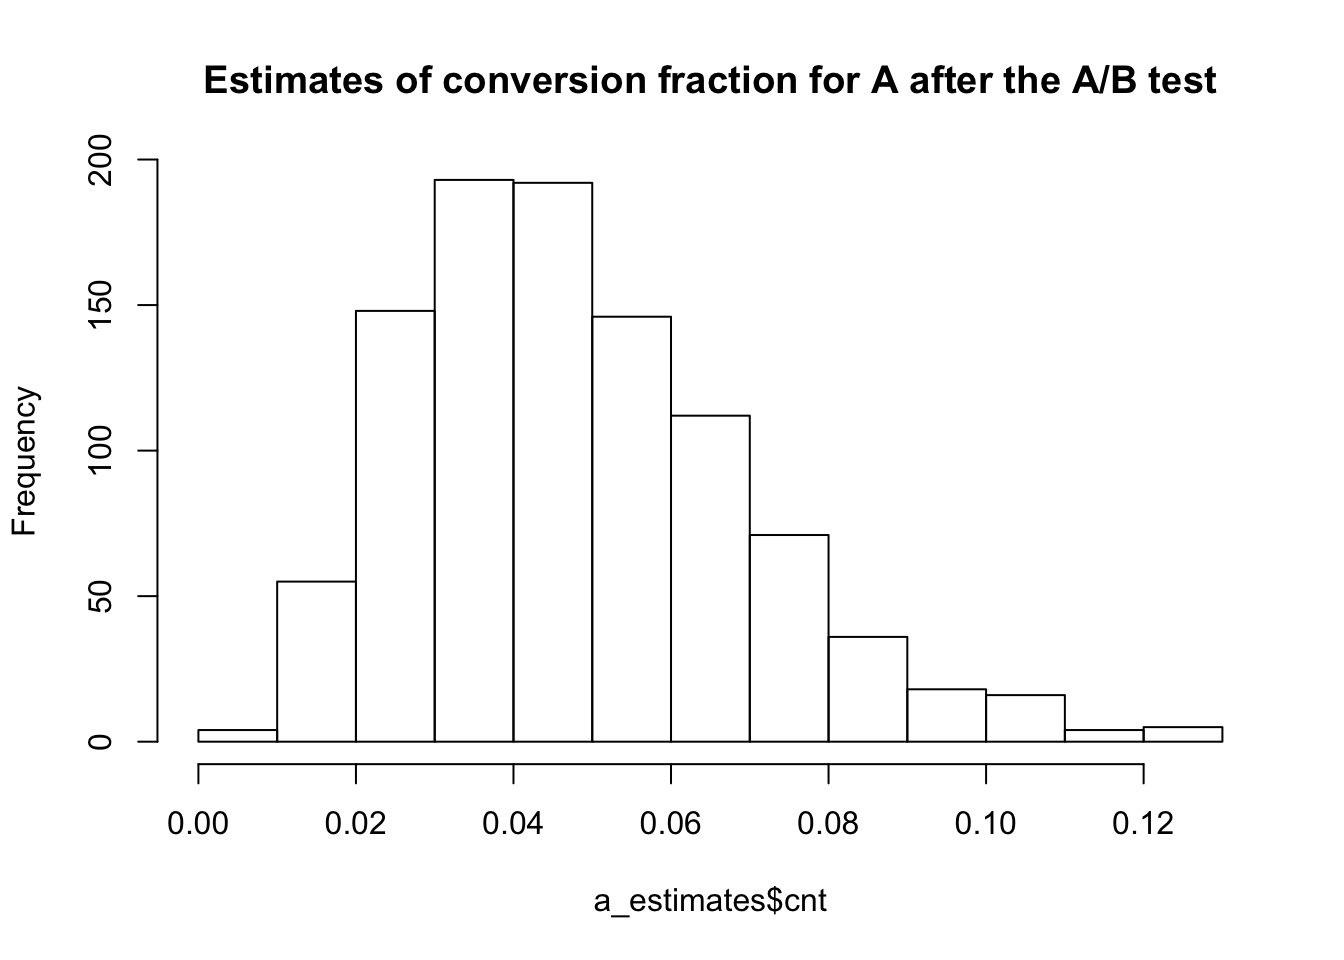 Estimates of conversion fraction for A after the A/B test
200
150
100
50
0
Frequency
0.00 0.02 0.04 0.06 0.08 0.10 0.12
a_estimates$cnt